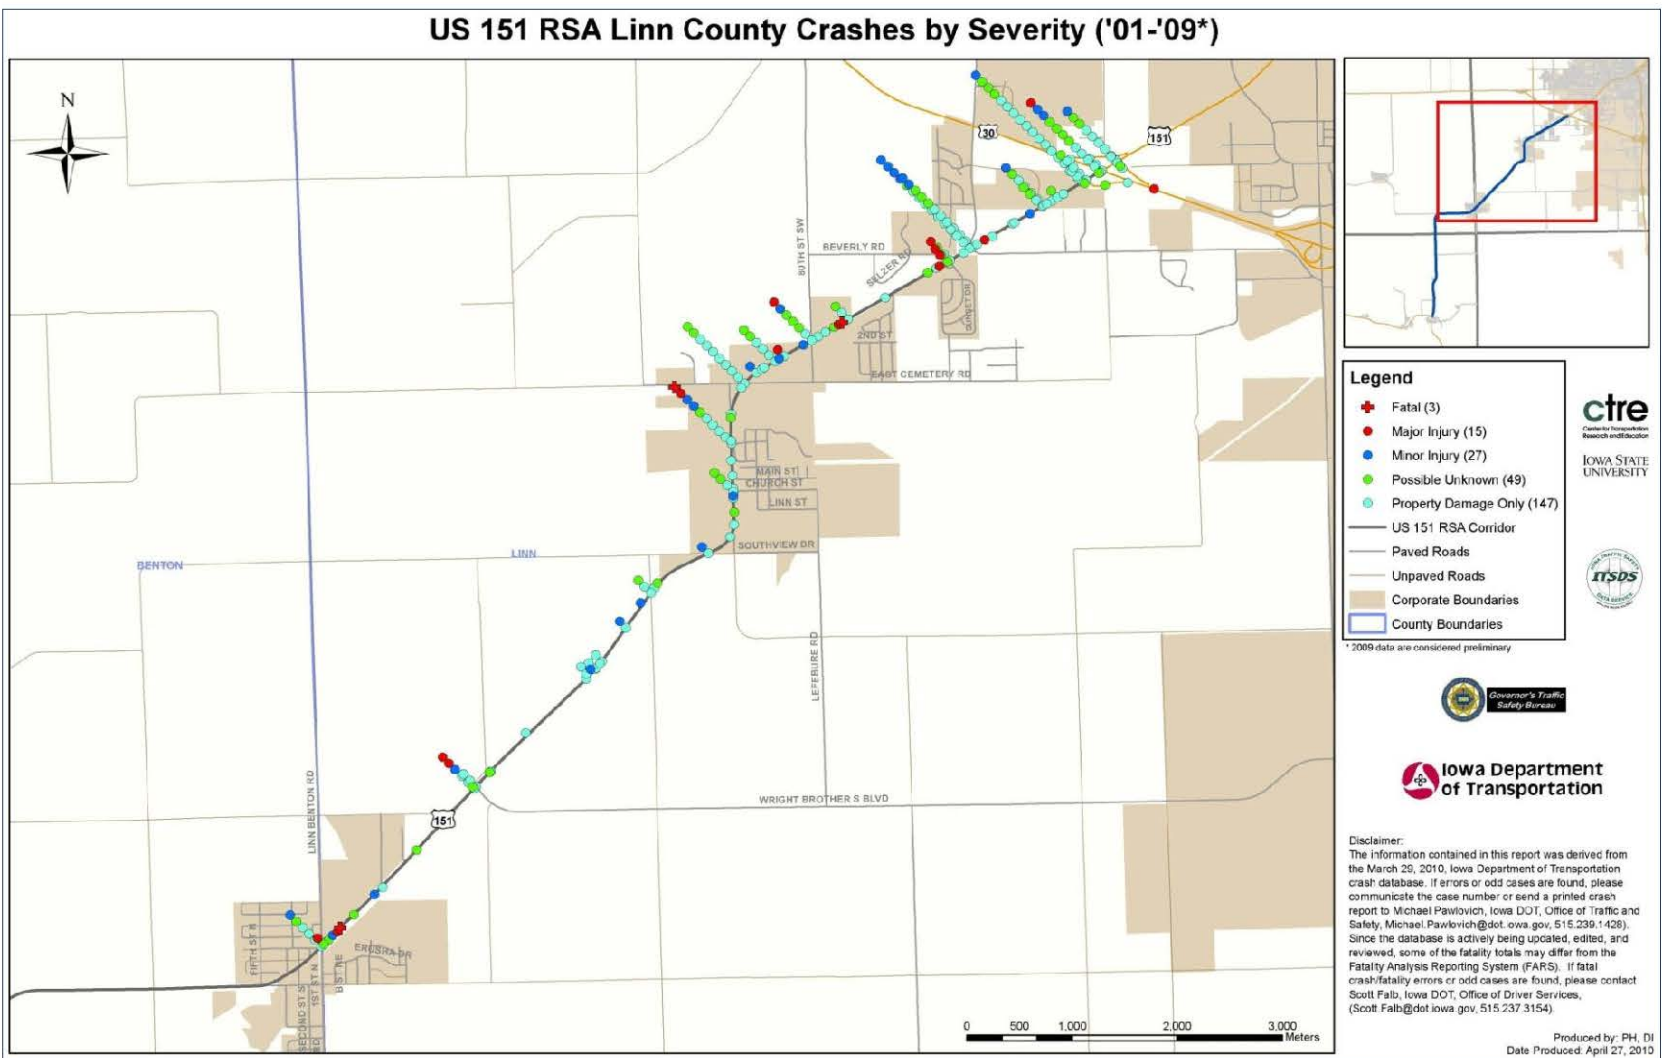 US 151 RSA Linn County Crashes by Severity ('01-'09*)
N
30
151
80TH ST SW
BEVERLY RD
SELZER RD
SUNSET DR
2ND ST
EAST CEMETERY RD
MAIN ST
CHURCH ST
LINN ST
SOUTHVIEW DR
LINN
BENTON
LEFEBURE RD
WRIGHT BROTHER S BLVD
LINN BENTON RD
151
FIFTH ST N
ERUSHA DR
B ST NE
1ST ST N
SECOND ST S
RD
0 500 1,000 2,000 3,000
Meters
Legend
Fatal (3)
Major Injury (15)
Minor Injury (27)
Possible Unknown (49)
Property Damage Only (147)
US 151 RSA Corridor
Paved Roads
Unpaved Roads
Corporate Boundaries
County Boundaries
* 2009 data are considered preliminary
ctre
Center for Transportation
Research and Education
IOWA STATE
UNIVERSITY
ITSDS
Governor's Traffic
Safety Bureau
Iowa Department
of Transportation
Disclaimer:
The information contained in this report was derived from
the March 29, 2010, Iowa Department of Transportation
crash database. If errors or odd cases are found, please
communicate the case number or send a printed crash
report to Michael Pawlovich, Iowa DOT, Office of Traffic and
Safety, Michael.Pawlovich@dot.iowa.gov, 515.239.1428).
Since the database is actively being updated, edited, and
reviewed, some of the fatality totals may differ from the
Fatality Analysis Reporting System (FARS). If fatal
crash/fatality errors or odd cases are found, please contact
Scott Falb, Iowa DOT, Office of Driver Services,
(Scott.Falb@dot.iowa.gov, 515.237.3154).
Produced by: PH, DI
Date Produced: April 27, 2010